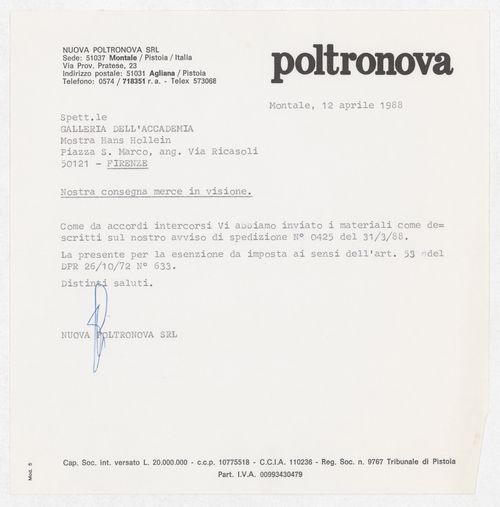 NUOVA POLTRONOVA SRL
Sede: 51037 Montale / Pistoia / Italia
Via Prov. Pratese, 23
Indirizzo postale: 51031 Agliana / Pistoia
Telefono: 0574 / 718351 r.a. - Telex 573068
poltronova
Montale, 12 aprile 1988
Spett.le
GALLERIA DELL'ACCADEMIA
Mostra Hans Hollein
Piazza S. Marco, ang. Via Ricasoli
50121 - FIRENZE
Nostra consegna merce in visione.
Come da accordi intercorsi Vi abbiamo inviato i materiali come de=
scritti sul nostro avviso di spedizione N° 0425 del 31/3/88.
La presente per la esenzione da imposta ai sensi dell'art. 53 del
DPR 26/10/72 N° 633.
Distinti saluti.
NUOVA POLTRONOVA SRL
Mod. 5
Cap. Soc. int. versato L. 20.000.000 - c.c.p. 10775518 - C.C.I.A. 110236 - Reg. Soc. n. 9767 Tribunale di Pistoia
Part. I.V.A. 00993430479